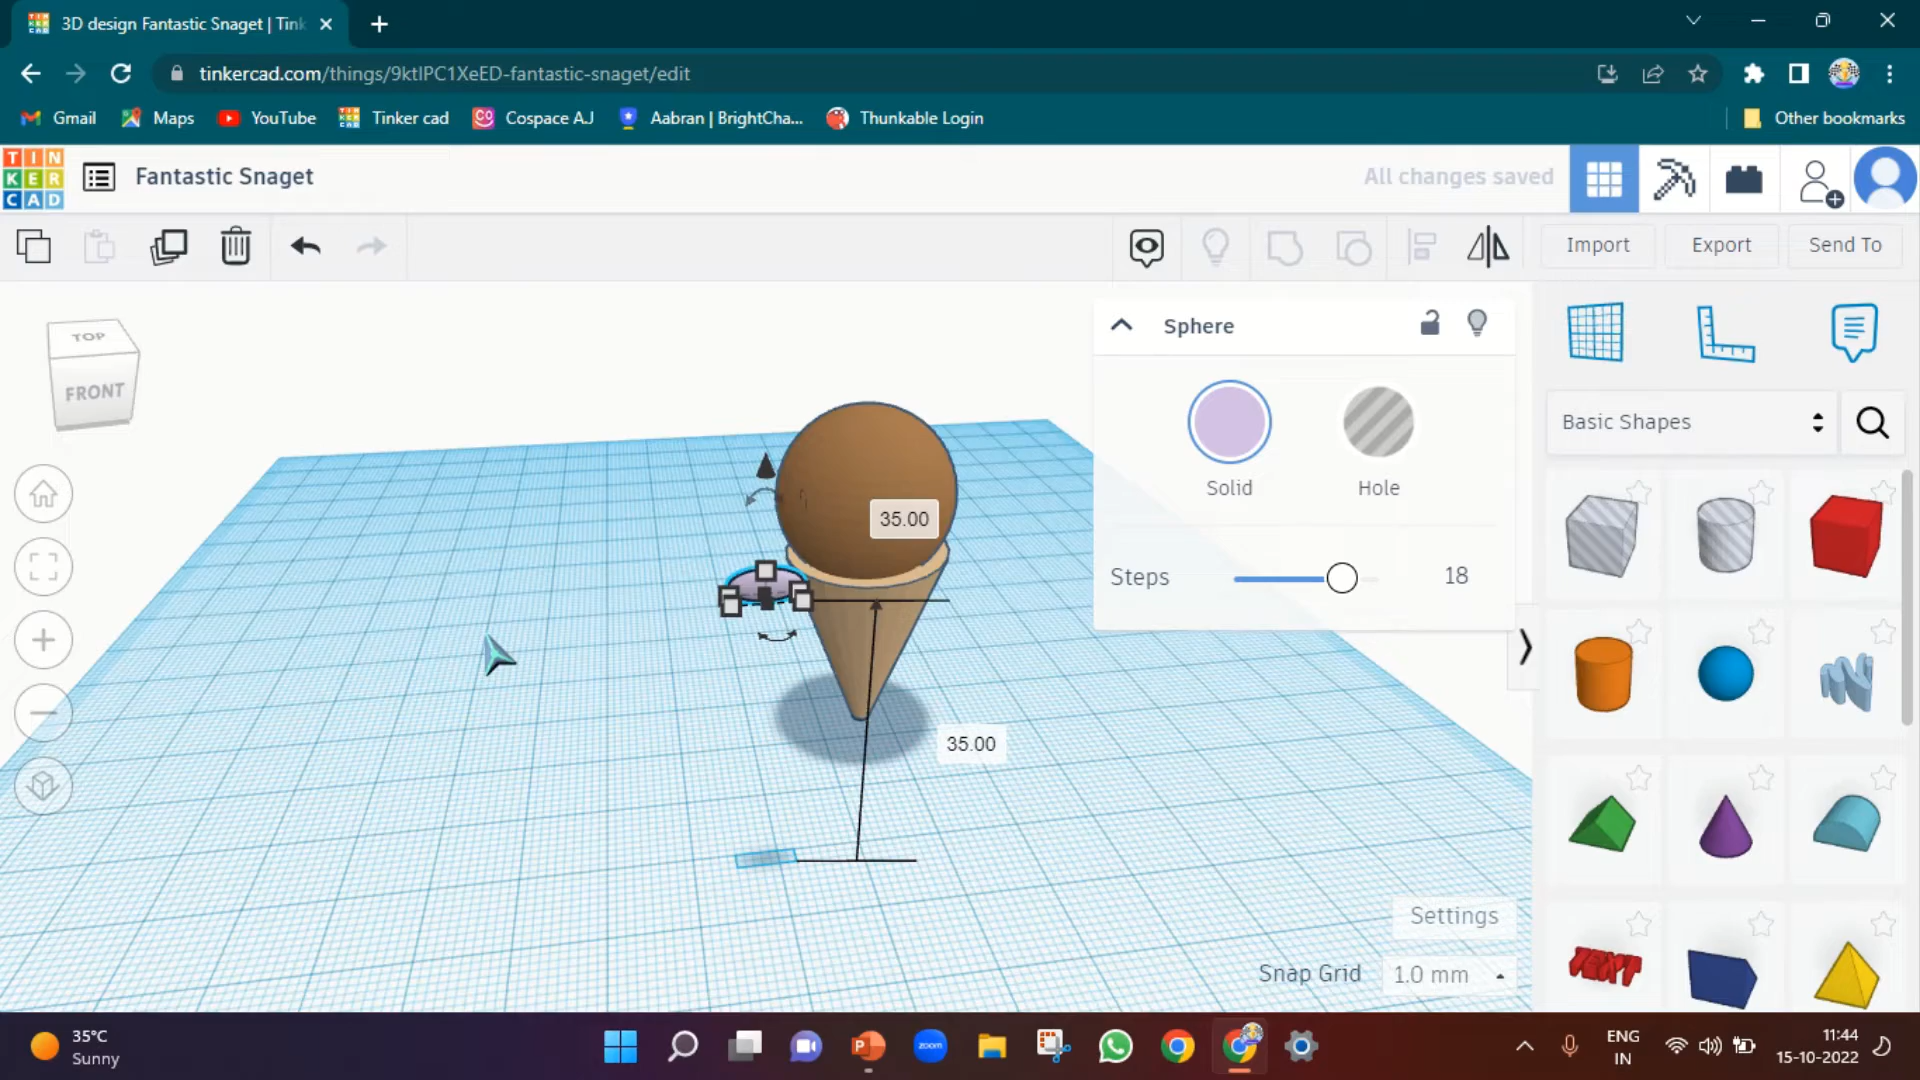 3D design Fantastic Snaget | Tink
tinkercad.com/things/9ktIPC1XeED-fantastic-snaget/edit
Gmail Maps YouTube Tinker cad Cospace AJ Aabran | BrightCha... Thunkable Login Other bookmarks
TIN
KER
CAD
Fantastic Snaget
All changes saved
Import Export Send To
TOP
FRONT
Sphere
Solid Hole
Steps 18
Basic Shapes
35.00
35.00
TEXT
Settings
Snap Grid 1.0 mm
35°C
Sunny
zoom
ENG
IN
11:44
15-10-2022